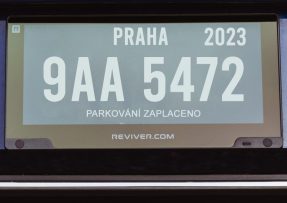 PRAHA 2023
9AA 5472
PARKOVÁNÍ ZAPLACENO
REVIVER.COM